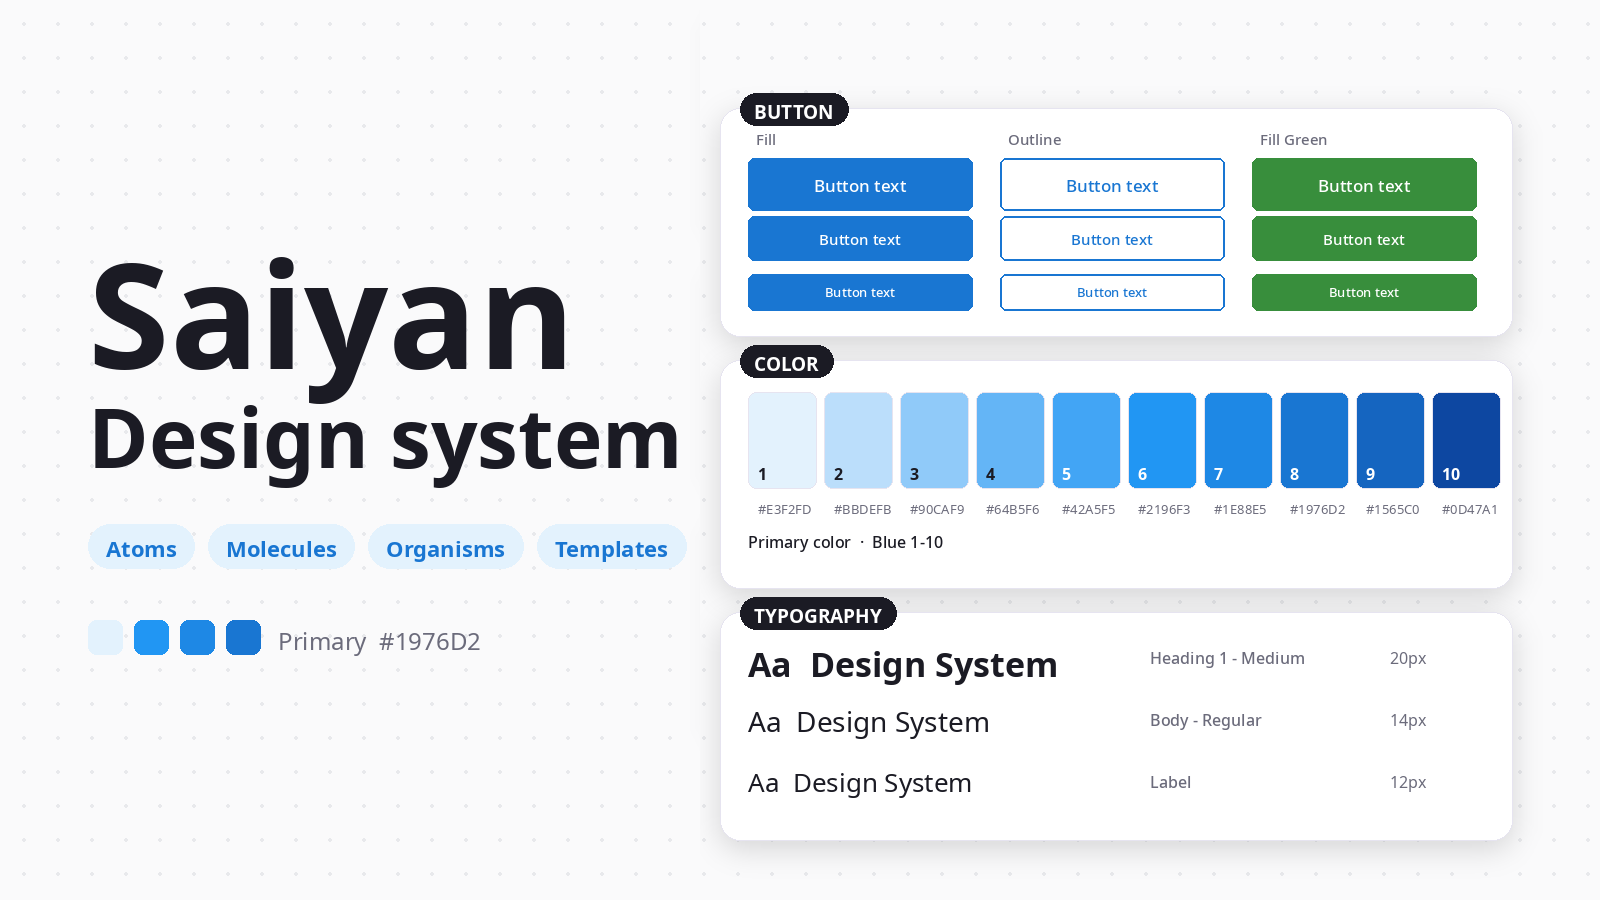 Saiyan
Design system
Atoms Molecules Organisms Templates
Primary #1976D2
BUTTON
Fill Outline Fill Green
Button text Button text Button text
Button text Button text Button text
Button text Button text Button text
COLOR
1 2 3 4 5 6 7 8 9 10
#E3F2FD #BBDEFB #90CAF9 #64B5F6 #42A5F5 #2196F3 #1E88E5 #1976D2 #1565C0 #0D47A1
Primary color · Blue 1-10
TYPOGRAPHY
Aa Design System Heading 1 - Medium 20px
Aa Design System Body - Regular 14px
Aa Design System Label 12px